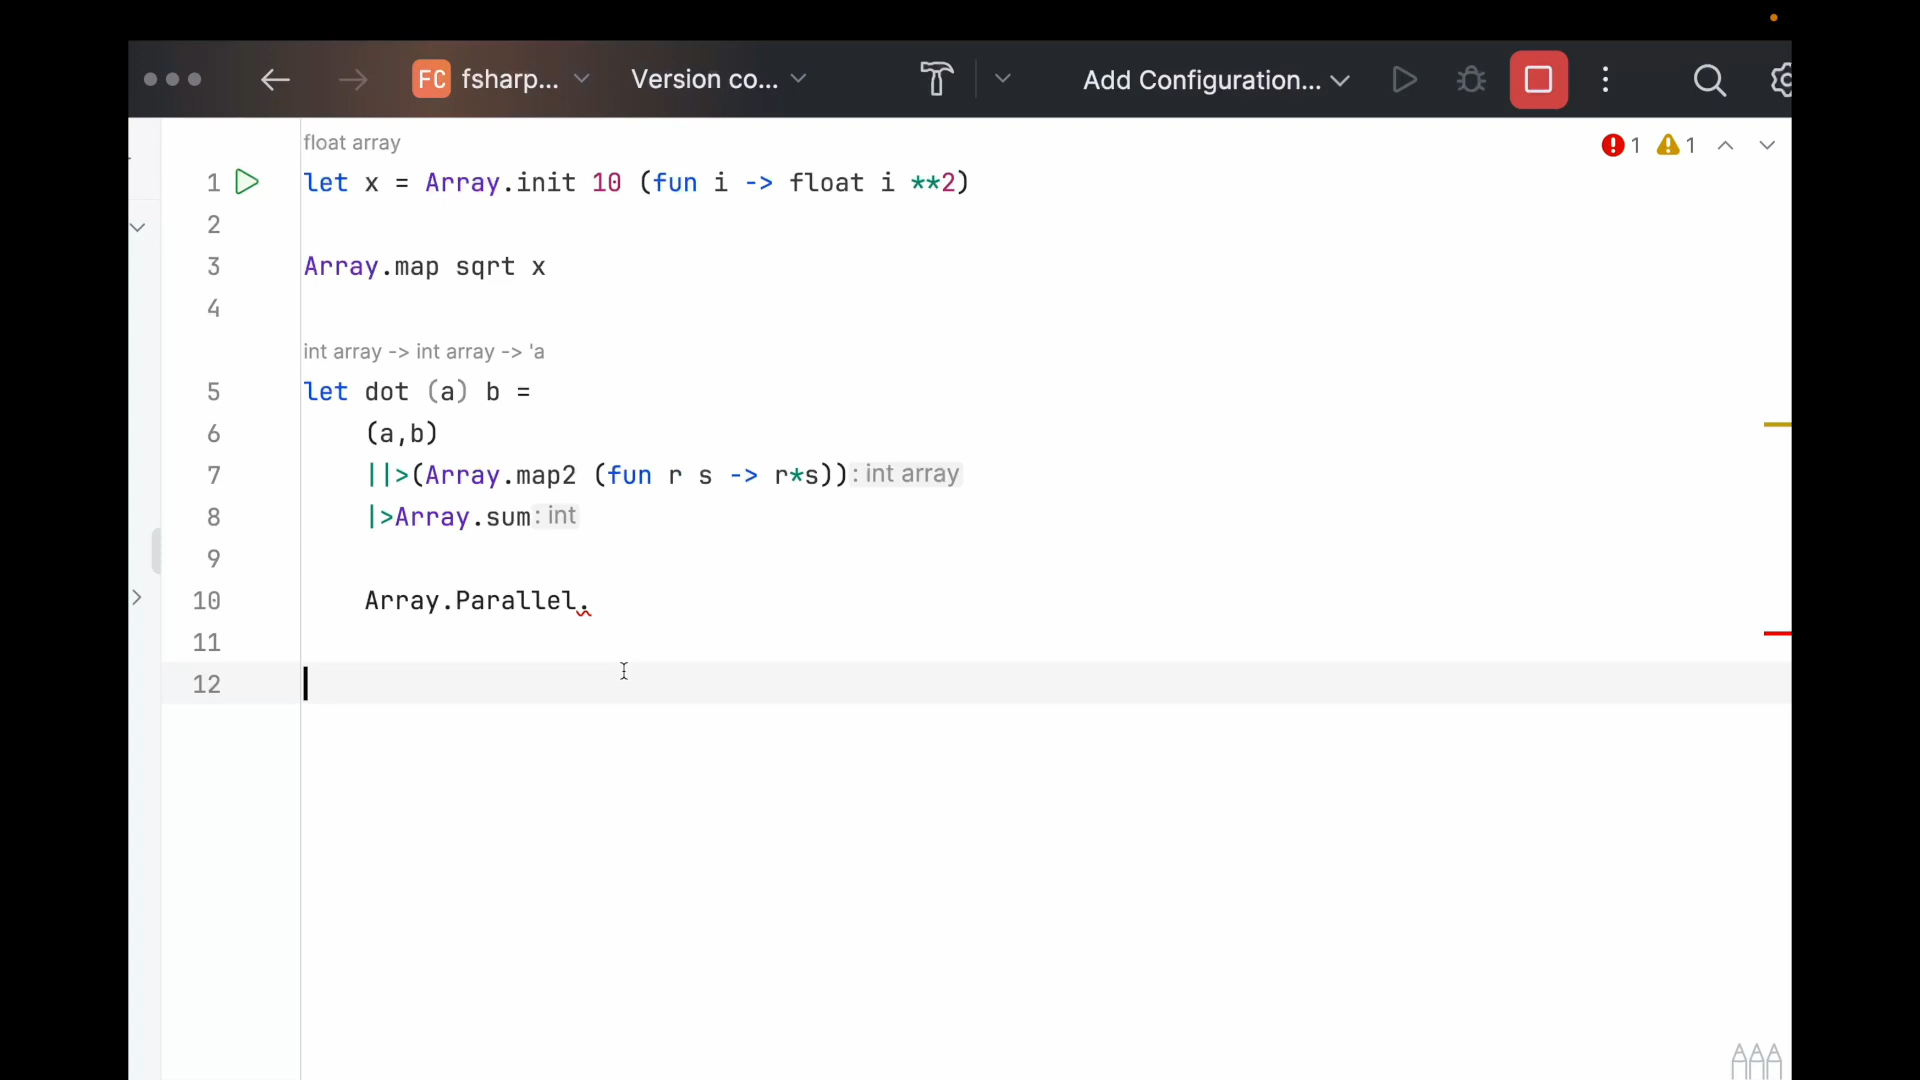 FC fsharp... Version co... Add Configuration...
float array
1 1
1 let x = Array.init 10 (fun i -> float i **2)
2
3 Array.map sqrt x
4
int array -> int array -> 'a
5 let dot (a) b =
6 (a,b)
7 ||>(Array.map2 (fun r s -> r*s)) : int array
8 |>Array.sum : int
9
10 Array.Parallel.
11
12